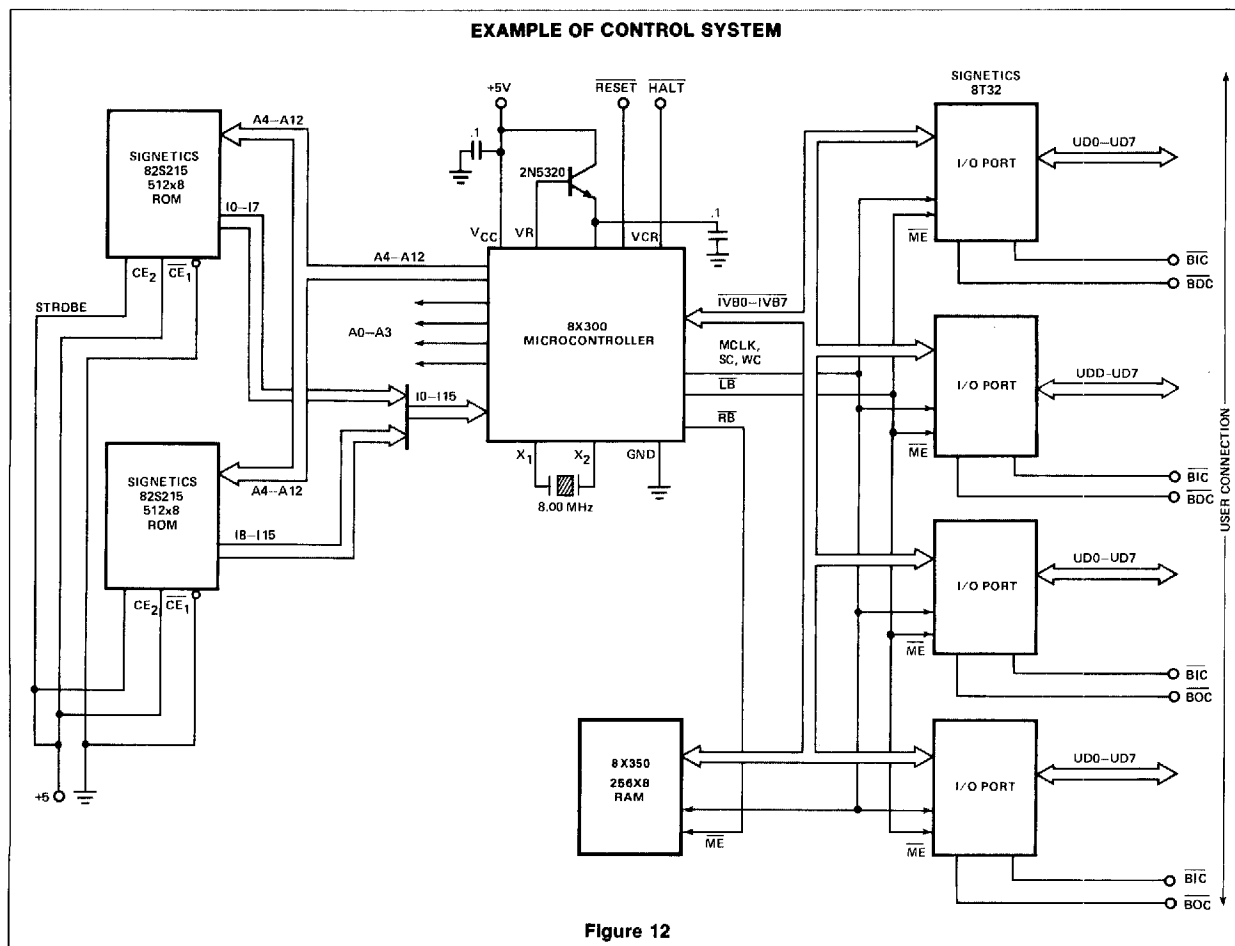 EXAMPLE OF CONTROL SYSTEM
SIGNETICS
82S215
512x8
ROM
A4–A12
I0–I7
CE2
CE1
STROBE
SIGNETICS
82S215
512x8
ROM
A4–A12
I8–I15
CE2
CE1
+5
+5V
.1
2N5320
RESET
HALT
.1
VCC
VR
VCR
A4–A12
A0–A3
I0–I15
8X300
MICROCONTROLLER
IVB0–IVB7
MCLK,
SC, WC
LB
RB
X1
X2
GND
8.00 MHz
8X350
256X8
RAM
ME
SIGNETICS
8T32
I/O PORT
UD0–UD7
ME
BIC
BDC
I/O PORT
UDD–UD7
ME
BIC
BDC
I/O PORT
UD0–UD7
ME
BIC
BOC
I/O PORT
UD0–UD7
ME
BIC
BOC
USER CONNECTION
Figure 12